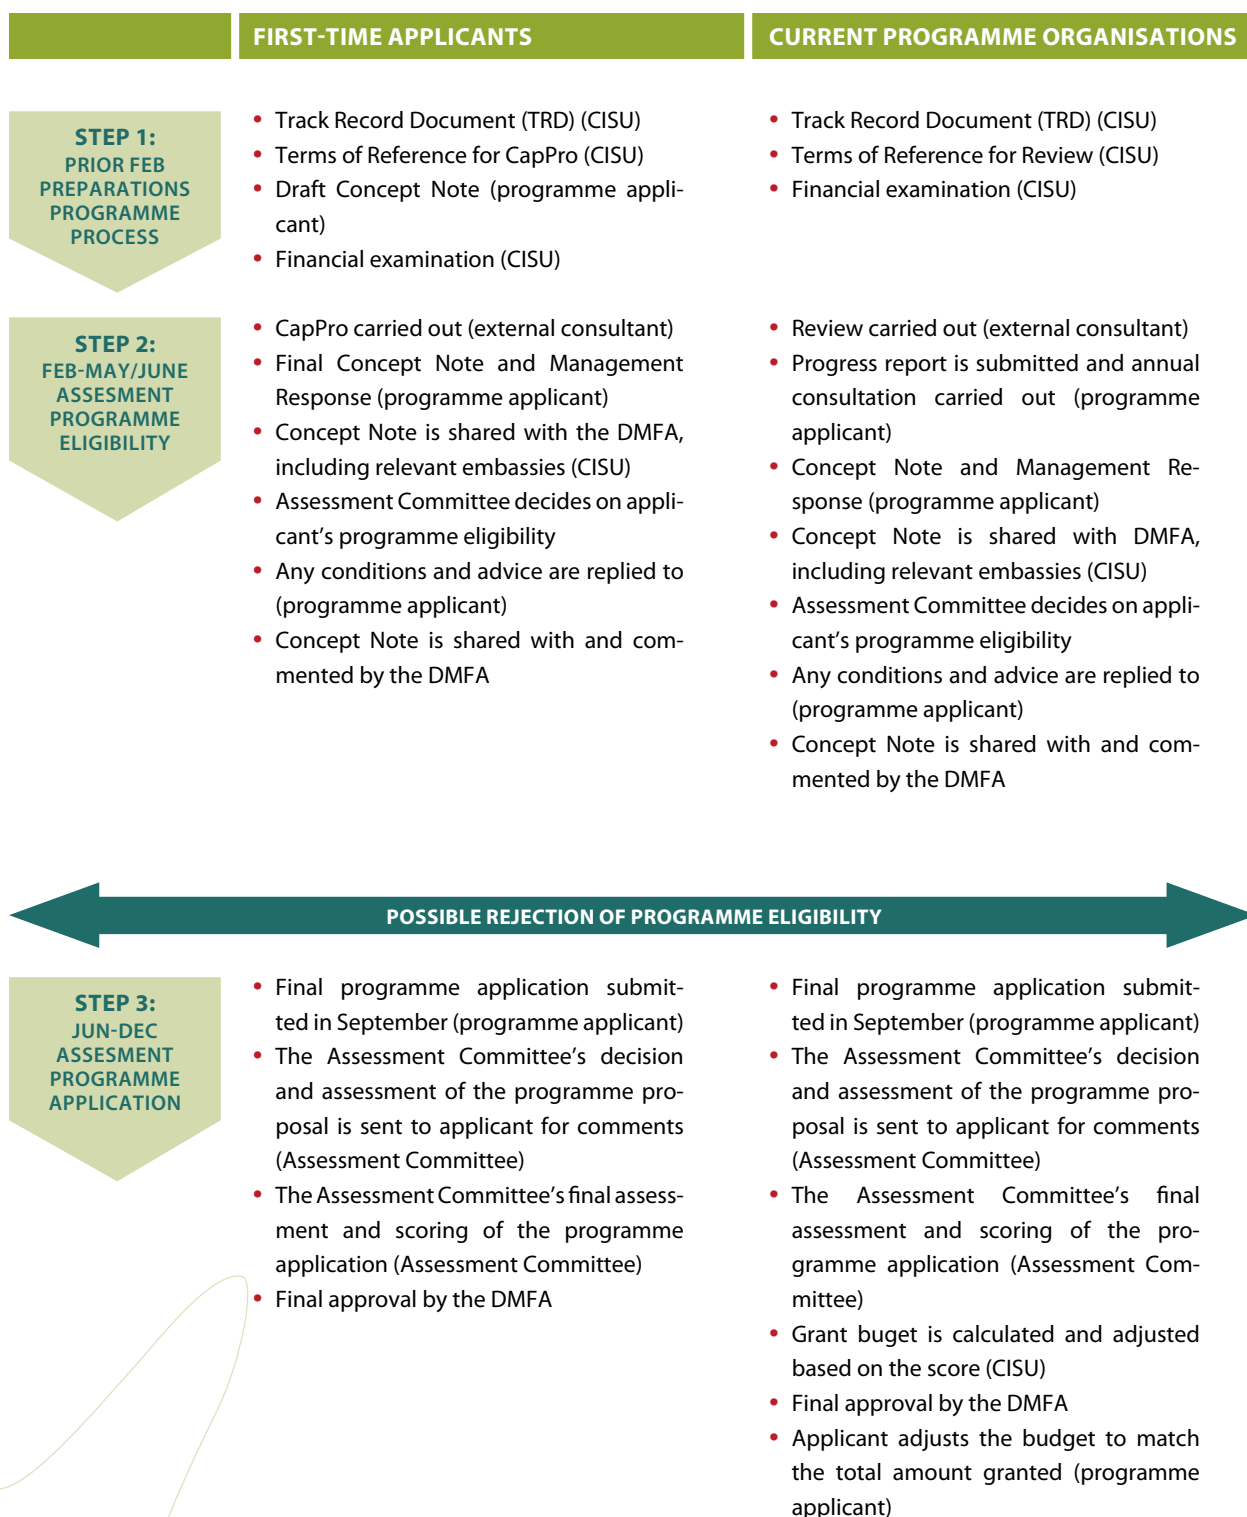 FIRST-TIME APPLICANTS
CURRENT PROGRAMME ORGANISATIONS
STEP 1:
PRIOR FEB
PREPARATIONS
PROGRAMME
PROCESS
• Track Record Document (TRD) (CISU)
• Terms of Reference for CapPro (CISU)
• Draft Concept Note (programme appli-
cant)
• Financial examination (CISU)
• Track Record Document (TRD) (CISU)
• Terms of Reference for Review (CISU)
• Financial examination (CISU)
STEP 2:
FEB-MAY/JUNE
ASSESMENT
PROGRAMME
ELIGIBILITY
• CapPro carried out (external consultant)
• Final Concept Note and Management
Response (programme applicant)
• Concept Note is shared with the DMFA,
including relevant embassies (CISU)
• Assessment Committee decides on appli-
cant's programme eligibility
• Any conditions and advice are replied to
(programme applicant)
• Concept Note is shared with and com-
mented by the DMFA
• Review carried out (external consultant)
• Progress report is submitted and annual
consultation carried out (programme
applicant)
• Concept Note and Management Re-
sponse (programme applicant)
• Concept Note is shared with DMFA,
including relevant embassies (CISU)
• Assessment Committee decides on appli-
cant's programme eligibility
• Any conditions and advice are replied to
(programme applicant)
• Concept Note is shared with and com-
mented by the DMFA
POSSIBLE REJECTION OF PROGRAMME ELIGIBILITY
STEP 3:
JUN-DEC
ASSESMENT
PROGRAMME
APPLICATION
• Final programme application submit-
ted in September (programme applicant)
• The Assessment Committee's decision
and assessment of the programme pro-
posal is sent to applicant for comments
(Assessment Committee)
• The Assessment Committee's final assess-
ment and scoring of the programme
application (Assessment Committee)
• Final approval by the DMFA
• Final programme application submit-
ted in September (programme applicant)
• The Assessment Committee's decision
and assessment of the programme pro-
posal is sent to applicant for comments
(Assessment Committee)
• The Assessment Committee's final
assessment and scoring of the pro-
gramme application (Assessment Com-
mittee)
• Grant buget is calculated and adjusted
based on the score (CISU)
• Final approval by the DMFA
• Applicant adjusts the budget to match
the total amount granted (programme
applicant)